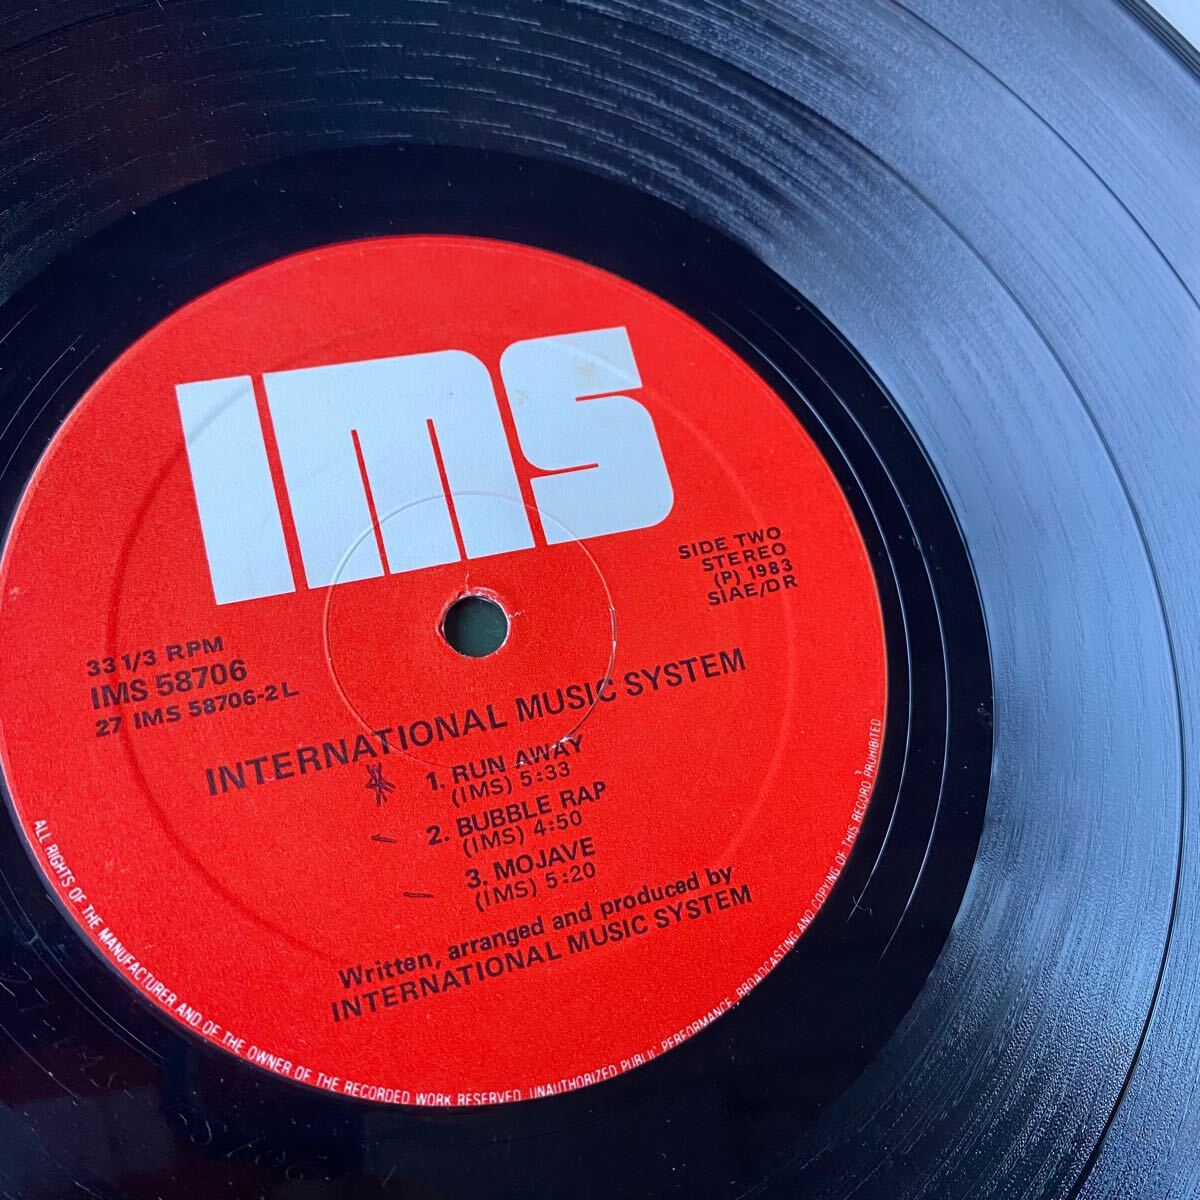 IMS
SIDE TWO
STEREO
(P) 1983
SIAE/DR
33 1/3 RPM
IMS 58706
27 IMS 58706-2L
INTERNATIONAL MUSIC SYSTEM
1. RUN AWAY
(IMS) 5:33
2. BUBBLE RAP
(IMS) 4:50
3. MOJAVE
(IMS) 5:20
Written, arranged and produced by
INTERNATIONAL MUSIC SYSTEM
ALL RIGHTS OF THE MANUFACTURER AND OF THE OWNER OF THE RECORDED WORK RESERVED. UNAUTHORIZED PUBLIC PERFORMANCE, BROADCASTING AND COPYING OF THIS RECORD PROHIBITED